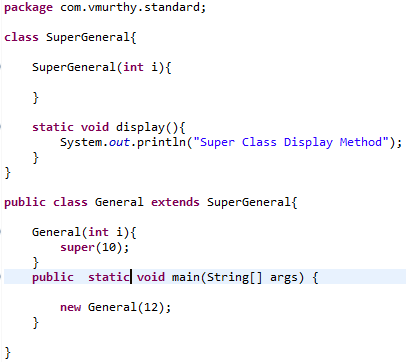 package com.vmurthy.standard;
class SuperGeneral{
SuperGeneral(int i){
}
static void display(){
System.out.println("Super Class Display Method");
}
}
public class General extends SuperGeneral{
General(int i){
super(10);
}
public  static void main(String[] args) {
new General(12);
}
}